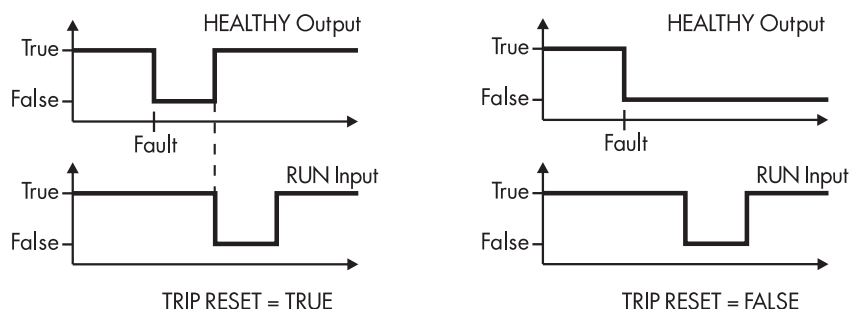 HEALTHY Output
True
False
Fault
RUN Input
True
False
TRIP RESET = TRUE
HEALTHY Output
True
False
Fault
RUN Input
True
False
TRIP RESET = FALSE